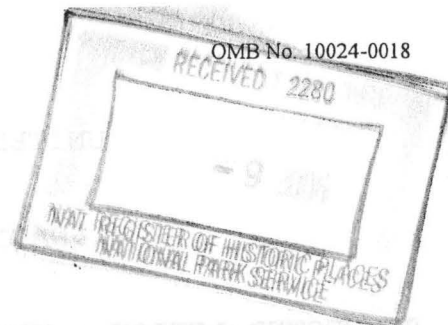 OMB No. 10024-0018
RECEIVED 2280
- 9
NAT. REGISTER OF HISTORIC PLACES
NATIONAL PARK SERVICE